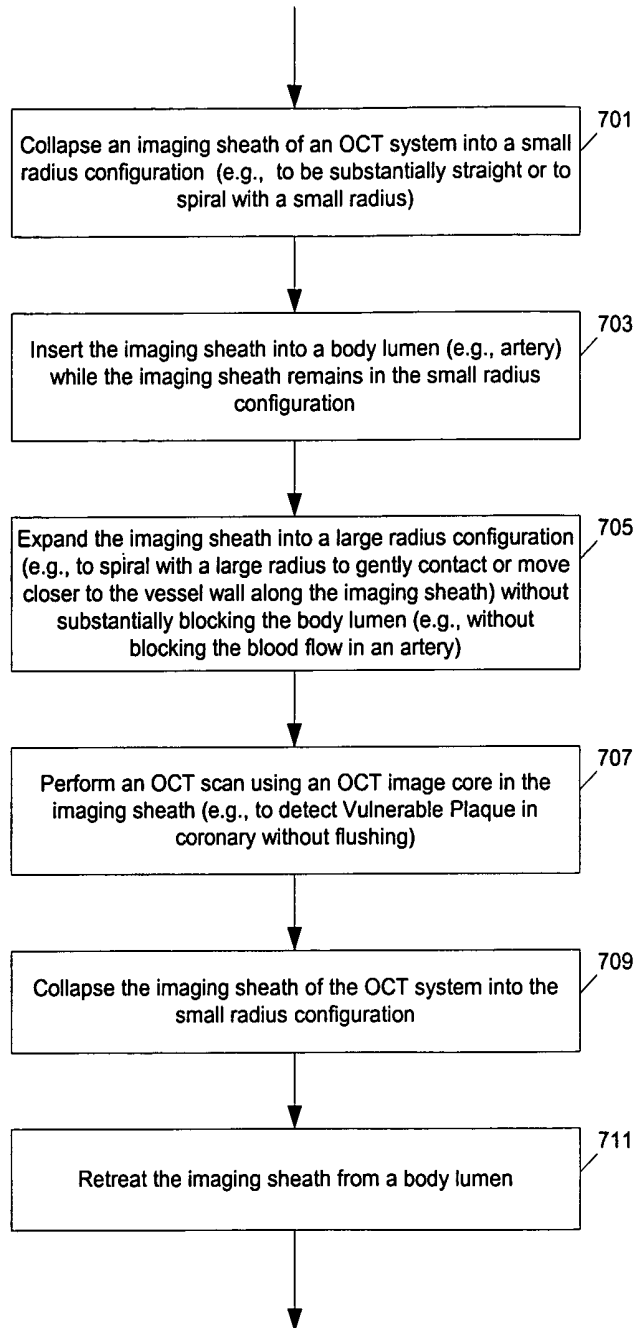 701
Collapse an imaging sheath of an OCT system into a small
radius configuration (e.g., to be substantially straight or to
spiral with a small radius)
703
Insert the imaging sheath into a body lumen (e.g., artery)
while the imaging sheath remains in the small radius
configuration
705
Expand the imaging sheath into a large radius configuration
(e.g., to spiral with a large radius to gently contact or move
closer to the vessel wall along the imaging sheath) without
substantially blocking the body lumen (e.g., without
blocking the blood flow in an artery)
707
Perform an OCT scan using an OCT image core in the
imaging sheath (e.g., to detect Vulnerable Plaque in
coronary without flushing)
709
Collapse the imaging sheath of the OCT system into the
small radius configuration
711
Retreat the imaging sheath from a body lumen